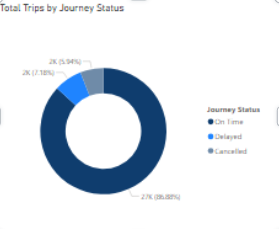 Total Trips by Journey Status
2K (5.94%)
2K (7.18%)
Journey Status
On Time
Delayed
Cancelled
27K (86.88%)